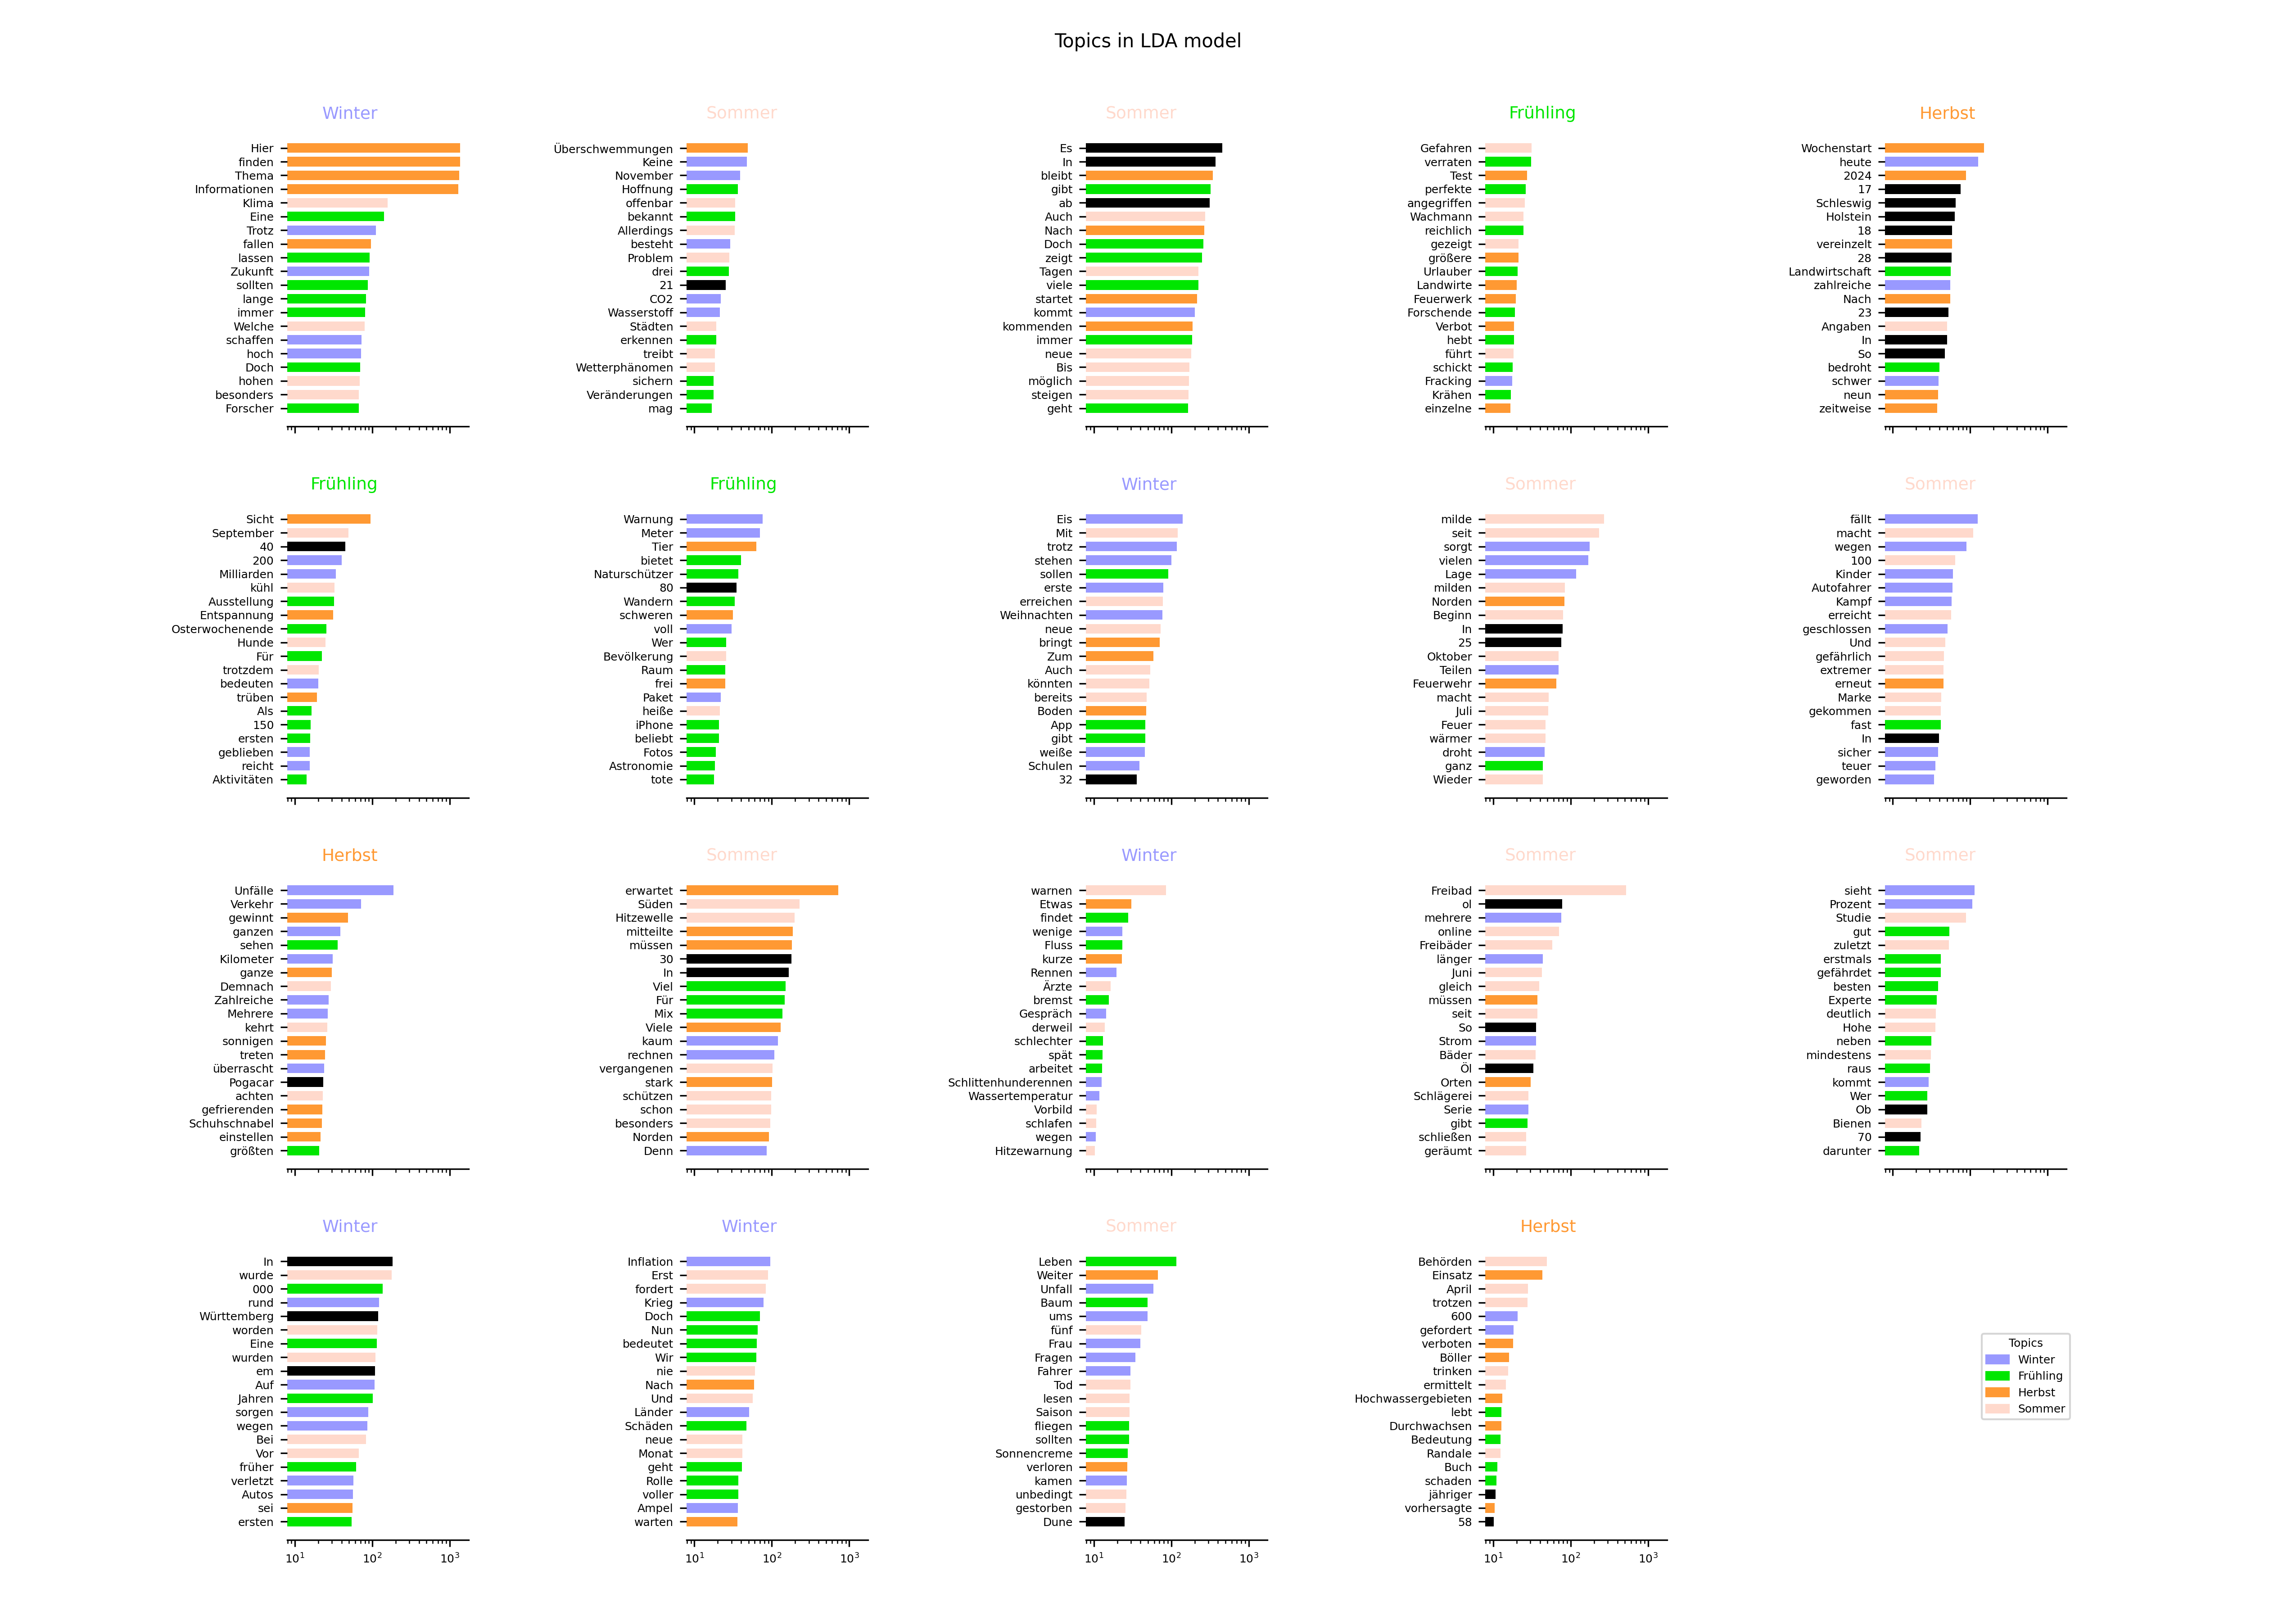 Topics in LDA model
Winter
Hier
finden
Thema
Informationen
Klima
Eine
Trotz
fallen
lassen
Zukunft
sollten
lange
immer
Welche
schaffen
hoch
Doch
hohen
besonders
Forscher
Sommer
Überschwemmungen
Keine
November
Hoffnung
offenbar
bekannt
Allerdings
besteht
Problem
drei
21
CO2
Wasserstoff
Städten
erkennen
treibt
Wetterphänomen
sichern
Veränderungen
mag
Sommer
Es
In
bleibt
gibt
ab
Auch
Nach
Doch
zeigt
Tagen
viele
startet
kommt
kommenden
immer
neue
Bis
möglich
steigen
geht
Frühling
Gefahren
verraten
Test
perfekte
angegriffen
Wachmann
reichlich
gezeigt
größere
Urlauber
Landwirte
Feuerwerk
Forschende
Verbot
hebt
führt
schickt
Fracking
Krähen
einzelne
Herbst
Wochenstart
heute
2024
17
Schleswig
Holstein
18
vereinzelt
28
Landwirtschaft
zahlreiche
Nach
23
Angaben
In
So
bedroht
schwer
neun
zeitweise
Frühling
Sicht
September
40
200
Milliarden
kühl
Ausstellung
Entspannung
Osterwochenende
Hunde
Für
trotzdem
bedeuten
trüben
Als
150
ersten
geblieben
reicht
Aktivitäten
Frühling
Warnung
Meter
Tier
bietet
Naturschützer
80
Wandern
schweren
voll
Wer
Bevölkerung
Raum
frei
Paket
heiße
iPhone
beliebt
Fotos
Astronomie
tote
Winter
Eis
Mit
trotz
stehen
sollen
erste
erreichen
Weihnachten
neue
bringt
Zum
Auch
könnten
bereits
Boden
App
gibt
weiße
Schulen
32
Sommer
milde
seit
sorgt
vielen
Lage
milden
Norden
Beginn
In
25
Oktober
Teilen
Feuerwehr
macht
Juli
Feuer
wärmer
droht
ganz
Wieder
Sommer
fällt
macht
wegen
100
Kinder
Autofahrer
Kampf
erreicht
geschlossen
Und
gefährlich
extremer
erneut
Marke
gekommen
fast
In
sicher
teuer
geworden
Herbst
Unfälle
Verkehr
gewinnt
ganzen
sehen
Kilometer
ganze
Demnach
Zahlreiche
Mehrere
kehrt
sonnigen
treten
überrascht
Pogacar
achten
gefrierenden
Schuhschnabel
einstellen
größten
Sommer
erwartet
Süden
Hitzewelle
mitteilte
müssen
30
In
Viel
Für
Mix
Viele
kaum
rechnen
vergangenen
stark
schützen
schon
besonders
Norden
Denn
Winter
warnen
Etwas
findet
wenige
Fluss
kurze
Rennen
Ärzte
bremst
Gespräch
derweil
schlechter
spät
arbeitet
Schlittenhunderennen
Wassertemperatur
Vorbild
schlafen
wegen
Hitzewarnung
Sommer
Freibad
ol
mehrere
online
Freibäder
länger
Juni
gleich
müssen
seit
So
Strom
Bäder
Öl
Orten
Schlägerei
Serie
gibt
schließen
geräumt
Sommer
sieht
Prozent
Studie
gut
zuletzt
erstmals
gefährdet
besten
Experte
deutlich
Hohe
neben
mindestens
raus
kommt
Wer
Ob
Bienen
70
darunter
Winter
In
wurde
000
rund
Württemberg
worden
Eine
wurden
em
Auf
Jahren
sorgen
wegen
Bei
Vor
früher
verletzt
Autos
sei
ersten
10¹ 10² 10³
Winter
Inflation
Erst
fordert
Krieg
Doch
Nun
bedeutet
Wir
nie
Nach
Und
Länder
Schäden
neue
Monat
geht
Rolle
voller
Ampel
warten
10¹ 10² 10³
Sommer
Leben
Weiter
Unfall
Baum
ums
fünf
Frau
Fragen
Fahrer
Tod
lesen
Saison
fliegen
sollten
Sonnencreme
verloren
kamen
unbedingt
gestorben
Dune
10¹ 10² 10³
Herbst
Behörden
Einsatz
April
trotzen
600
gefordert
verboten
Böller
trinken
ermittelt
Hochwassergebieten
lebt
Durchwachsen
Bedeutung
Randale
Buch
schaden
jähriger
vorhersagte
58
10¹ 10² 10³
Topics
Winter
Frühling
Herbst
Sommer